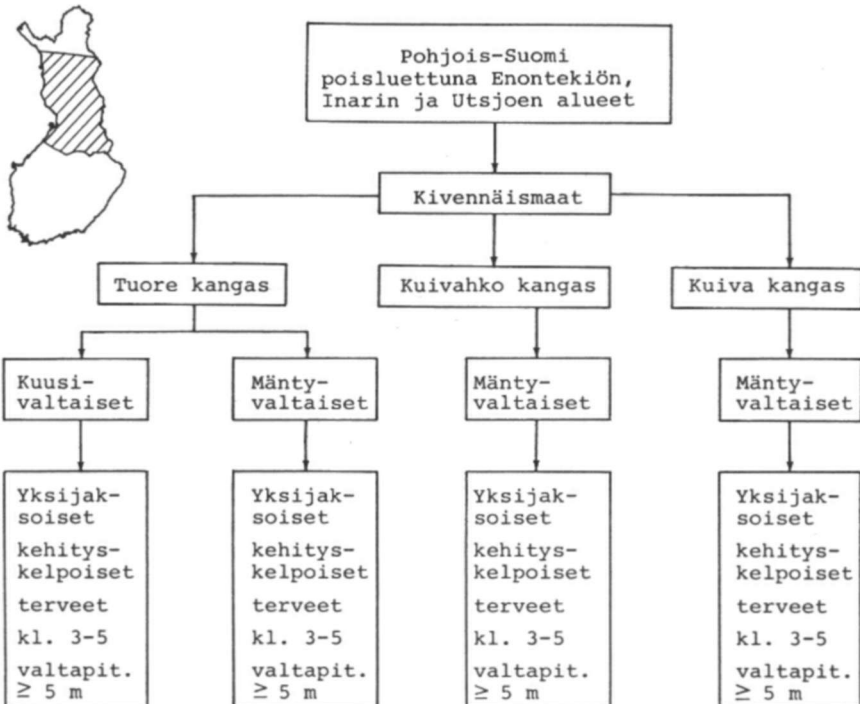 Pohjois-Suomi
poisluettuna Enontekiön,
Inarin ja Utsjoen alueet
Kivennäismaat
Tuore kangas
Kuivahko kangas
Kuiva kangas
Kuusi-
valtaiset
Mänty-
valtaiset
Mänty-
valtaiset
Mänty-
valtaiset
Yksijak-
soiset
kehitys-
kelpoiset
terveet
kl. 3-5
valtapit.
≥ 5 m
Yksijak-
soiset
kehitys-
kelpoiset
terveet
kl. 3-5
valtapit.
≥ 5 m
Yksijak-
soiset
kehitys-
kelpoiset
terveet
kl. 3-5
valtapit.
≥ 5 m
Yksijak-
soiset
kehitys-
kelpoiset
terveet
kl. 3-5
valtapit.
≥ 5 m